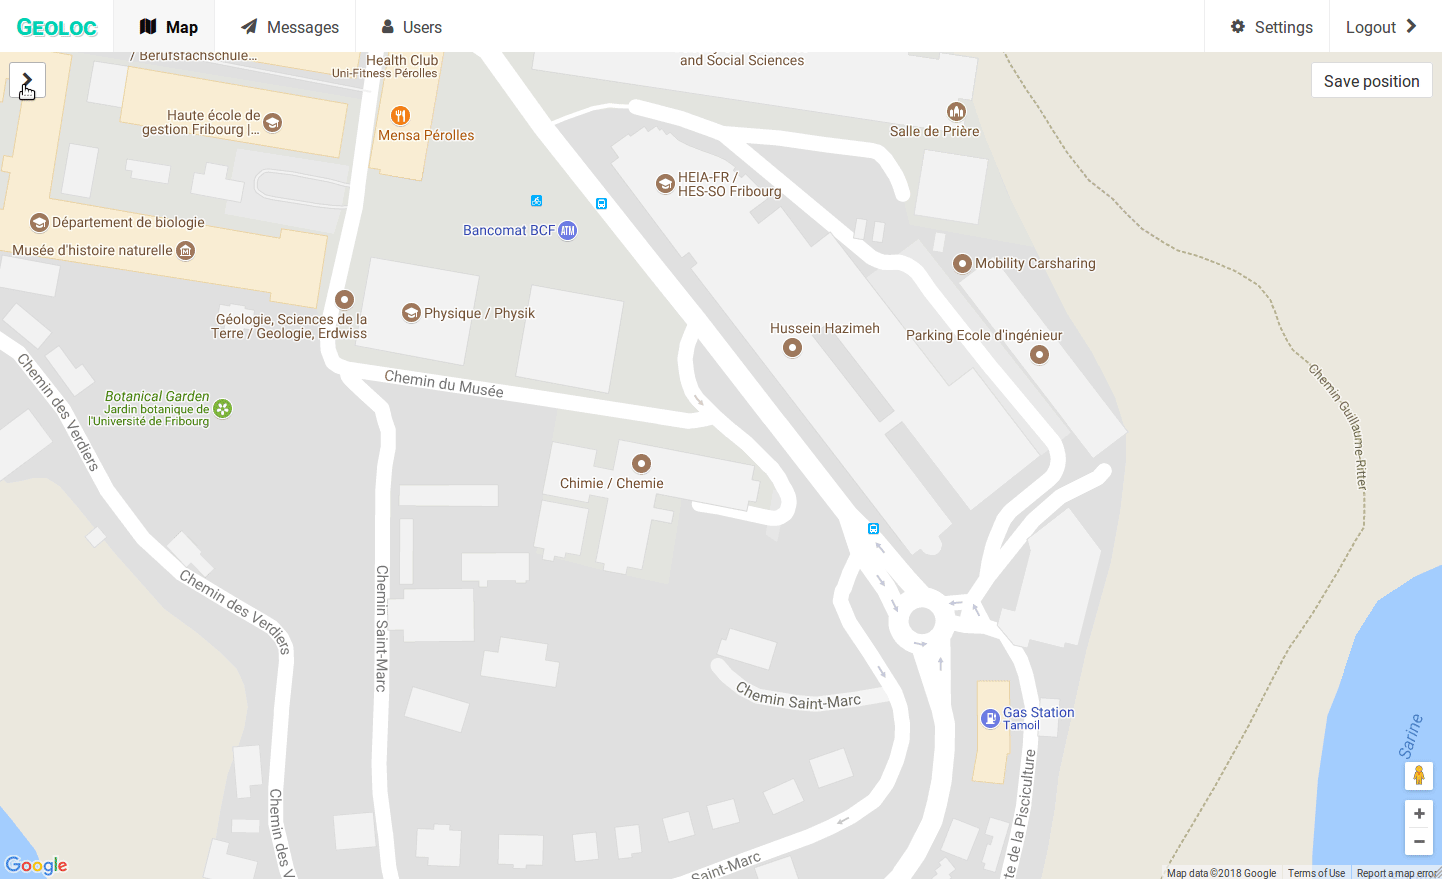 GEOLOC
Map
Messages
Users
Settings
Logout
/ Berufsfachschule...
Health Club
Uni-Fitness Pérolles
and Social Sciences
Save position
Haute école de
gestion Fribourg |...
Mensa Pérolles
Salle de Prière
HEIA-FR /
HES-SO Fribourg
Département de biologie
Bancomat BCF
ATM
Musée d'histoire naturelle
Mobility Carsharing
Géologie, Sciences de la
Terre / Geologie, Erdwiss
Physique / Physik
Hussein Hazimeh
Parking Ecole d'ingénieur
Chemin du Musée
Chemin des Verdiers
Botanical Garden
Jardin botanique de
l'Université de Fribourg
Chemin Guillaume-Ritter
Chimie / Chemie
Chemin des Verdiers
Chemin Saint-Marc
Chemin Saint-Marc
Gas Station
Tamoil
Sarine
te de la Pisciculture
Chemin des V
Saint-Marc
Google
Map data ©2018 Google
Terms of Use
Report a map error